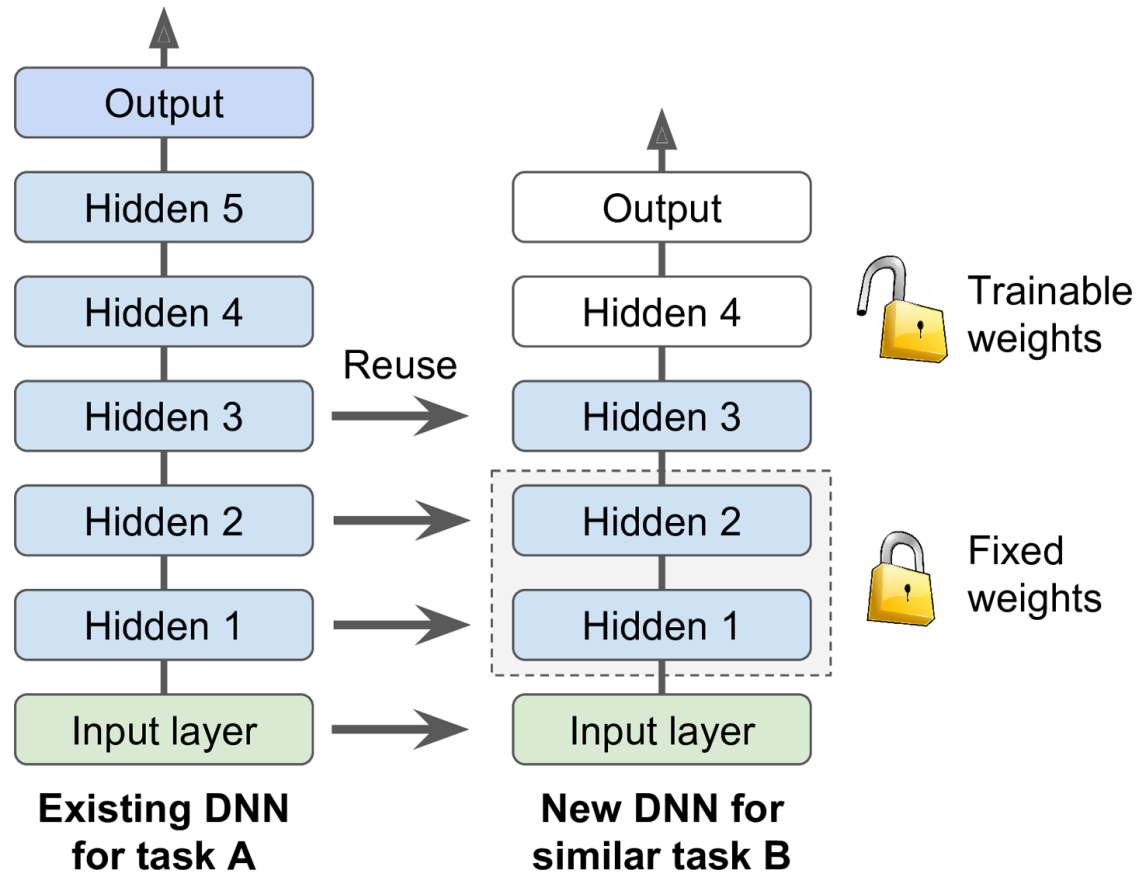 Output
Hidden 5
Hidden 4
Hidden 3
Hidden 2
Hidden 1
Input layer
Existing DNN
for task A
Reuse
Output
Hidden 4
Hidden 3
Hidden 2
Hidden 1
Input layer
New DNN for
similar task B
Trainable
weights
Fixed
weights